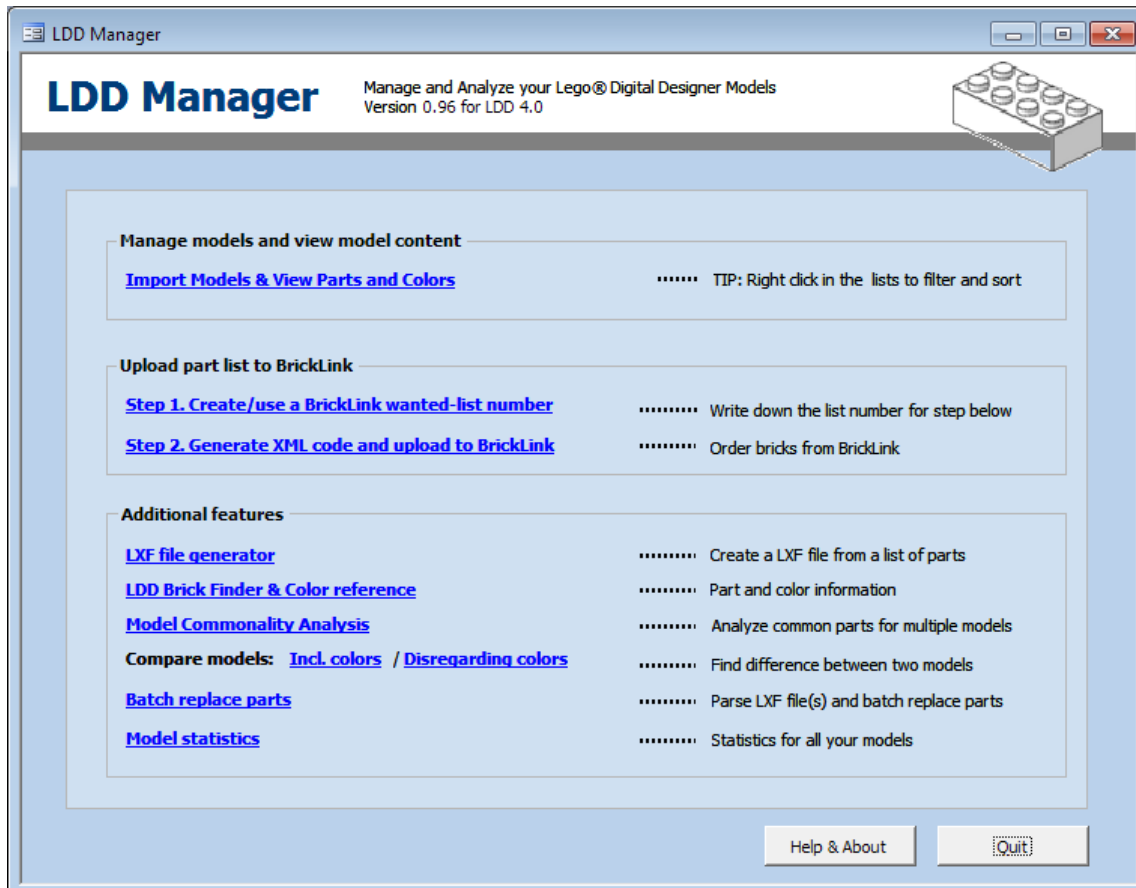 LDD Manager
LDD Manager
Manage and Analyze your Lego® Digital Designer Models
Version 0.96 for LDD 4.0
Manage models and view model content
Import Models & View Parts and Colors ....... TIP: Right click in the lists to filter and sort
Upload part list to BrickLink
Step 1. Create/use a BrickLink wanted-list number .......... Write down the list number for step below
Step 2. Generate XML code and upload to BrickLink .......... Order bricks from BrickLink
Additional features
LXF file generator .......... Create a LXF file from a list of parts
LDD Brick Finder & Color reference .......... Part and color information
Model Commonality Analysis .......... Analyze common parts for multiple models
Compare models: Incl. colors / Disregarding colors .......... Find difference between two models
Batch replace parts .......... Parse LXF file(s) and batch replace parts
Model statistics .......... Statistics for all your models
Help & About Quit